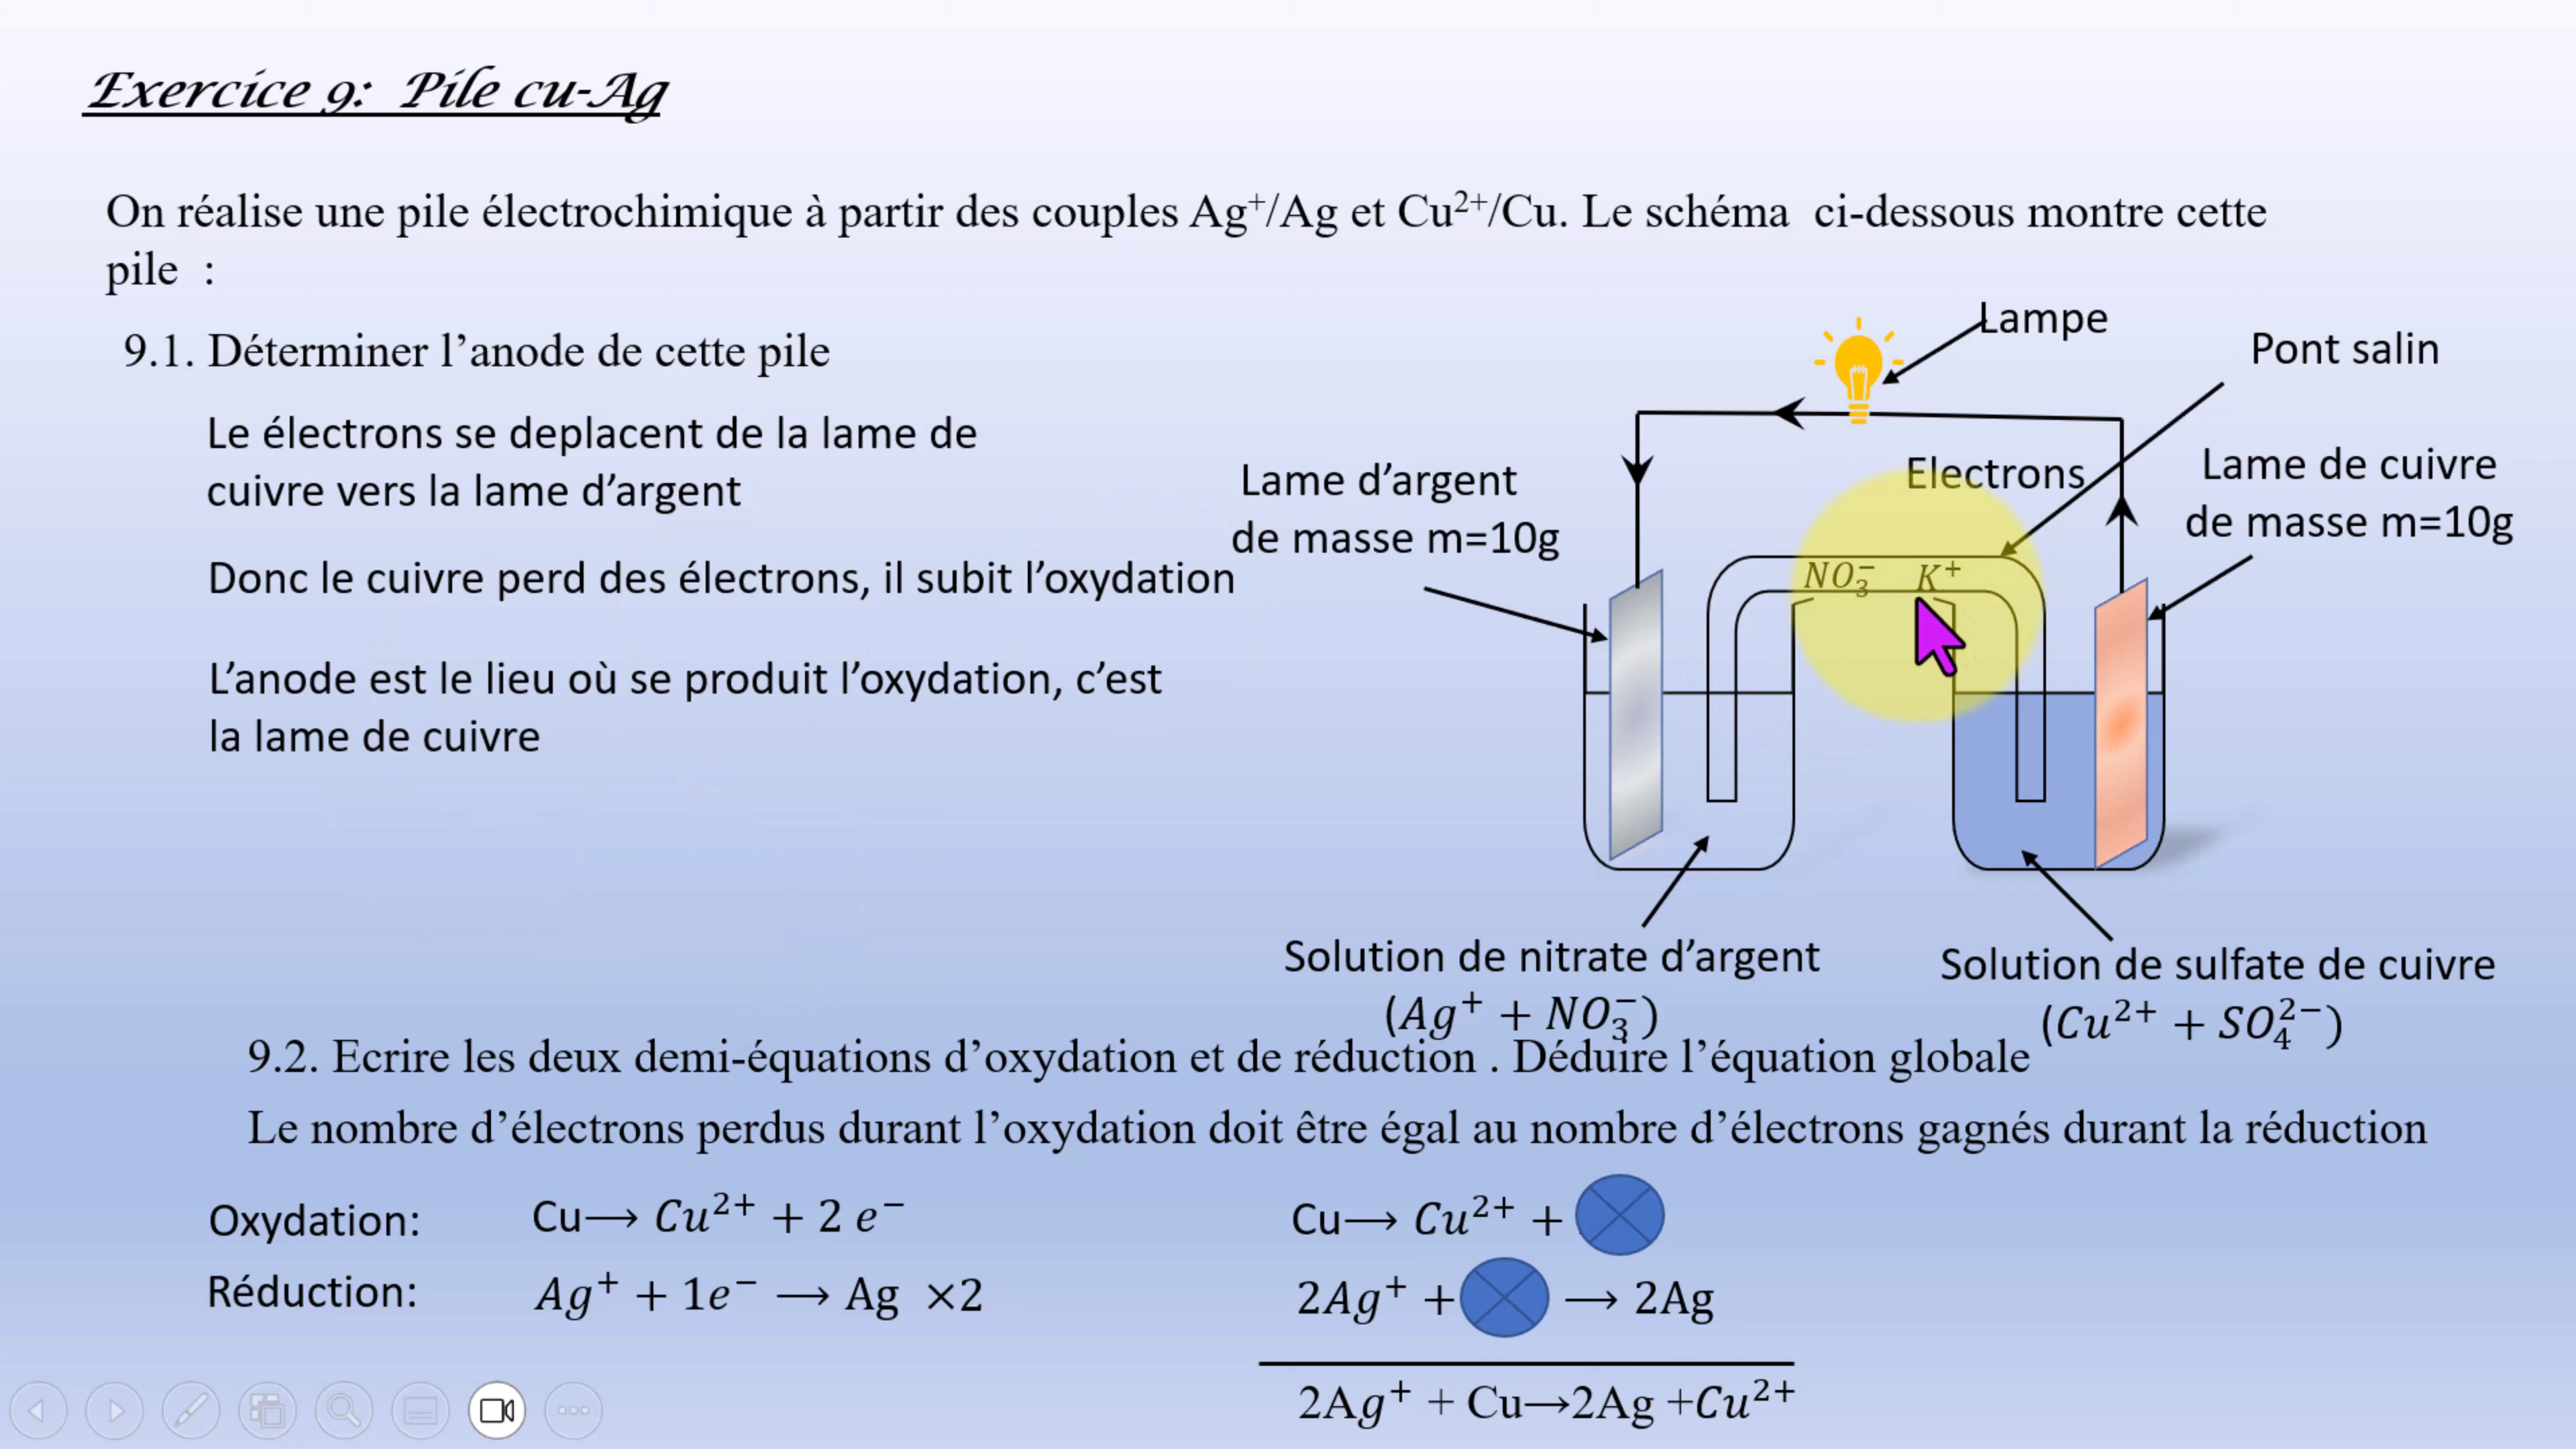 Exercice 9: Pile cu-Ag
On réalise une pile électrochimique à partir des couples Ag⁺/Ag et Cu²⁺/Cu. Le schéma ci-dessous montre cette
pile :
9.1. Déterminer l’anode de cette pile
Le électrons se deplacent de la lame de
cuivre vers la lame d’argent
Donc le cuivre perd des électrons, il subit l’oxydation
L’anode est le lieu où se produit l’oxydation, c’est
la lame de cuivre
Lampe
Pont salin
Electrons
Lame d’argent
de masse m=10g
Lame de cuivre
de masse m=10g
NO₃⁻ K⁺
Solution de nitrate d’argent
(Ag⁺ + NO₃⁻)
Solution de sulfate de cuivre
(Cu²⁺ + SO₄²⁻)
9.2. Ecrire les deux demi-équations d’oxydation et de réduction . Déduire l’équation globale
Le nombre d’électrons perdus durant l’oxydation doit être égal au nombre d’électrons gagnés durant la réduction
Oxydation: Cu⟶ Cu²⁺ + 2 e⁻
Réduction: Ag⁺ + 1e⁻ ⟶ Ag ×2
Cu⟶ Cu²⁺ +
2Ag⁺ + ⟶ 2Ag
2Ag⁺ + Cu⟶2Ag +Cu²⁺